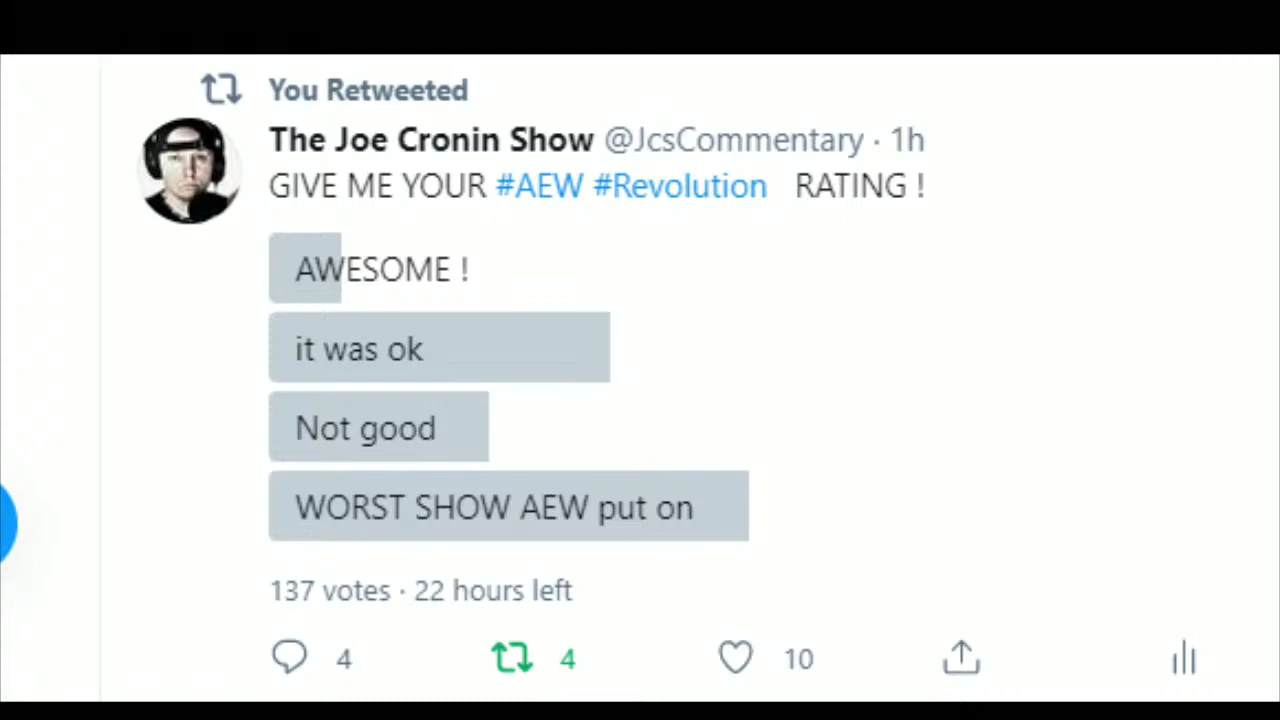 You Retweeted
The Joe Cronin Show @JcsCommentary · 1h
GIVE ME YOUR #AEW #Revolution RATING !
AWESOME !
it was ok
Not good
WORST SHOW AEW put on
137 votes · 22 hours left
4 4 10